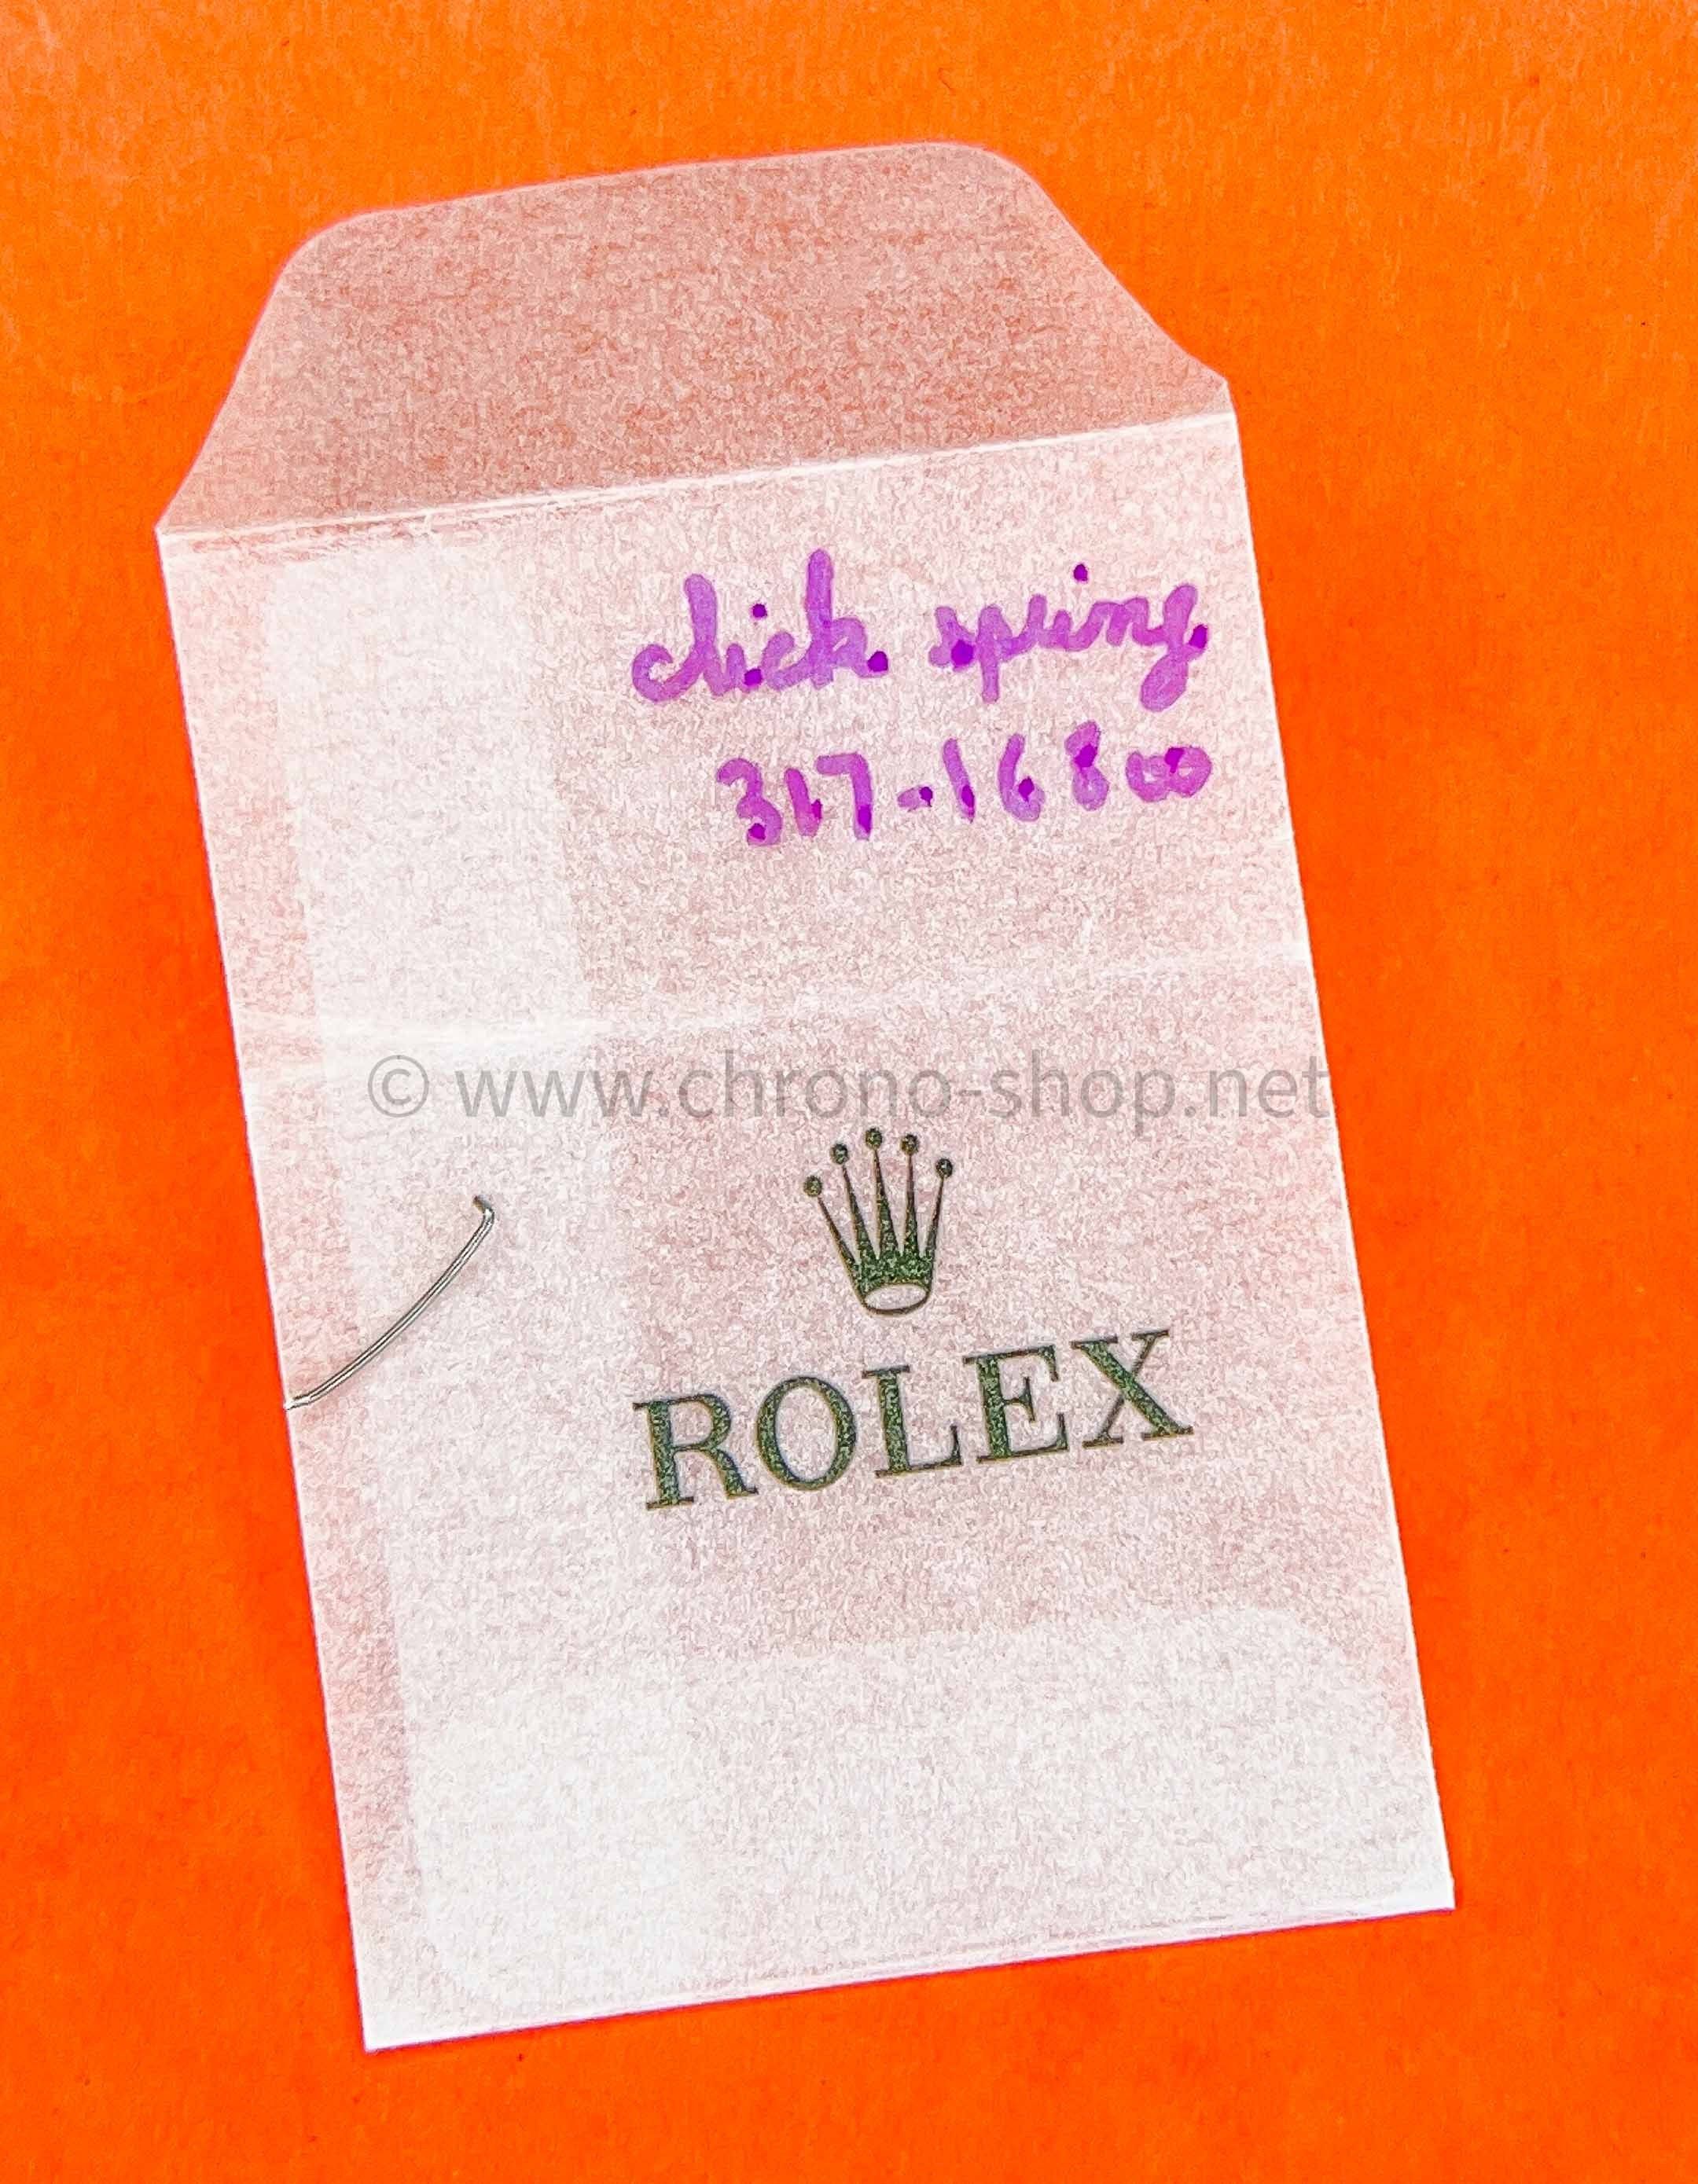 click spring
317-16800
© www.chrono-shop.net
ROLEX